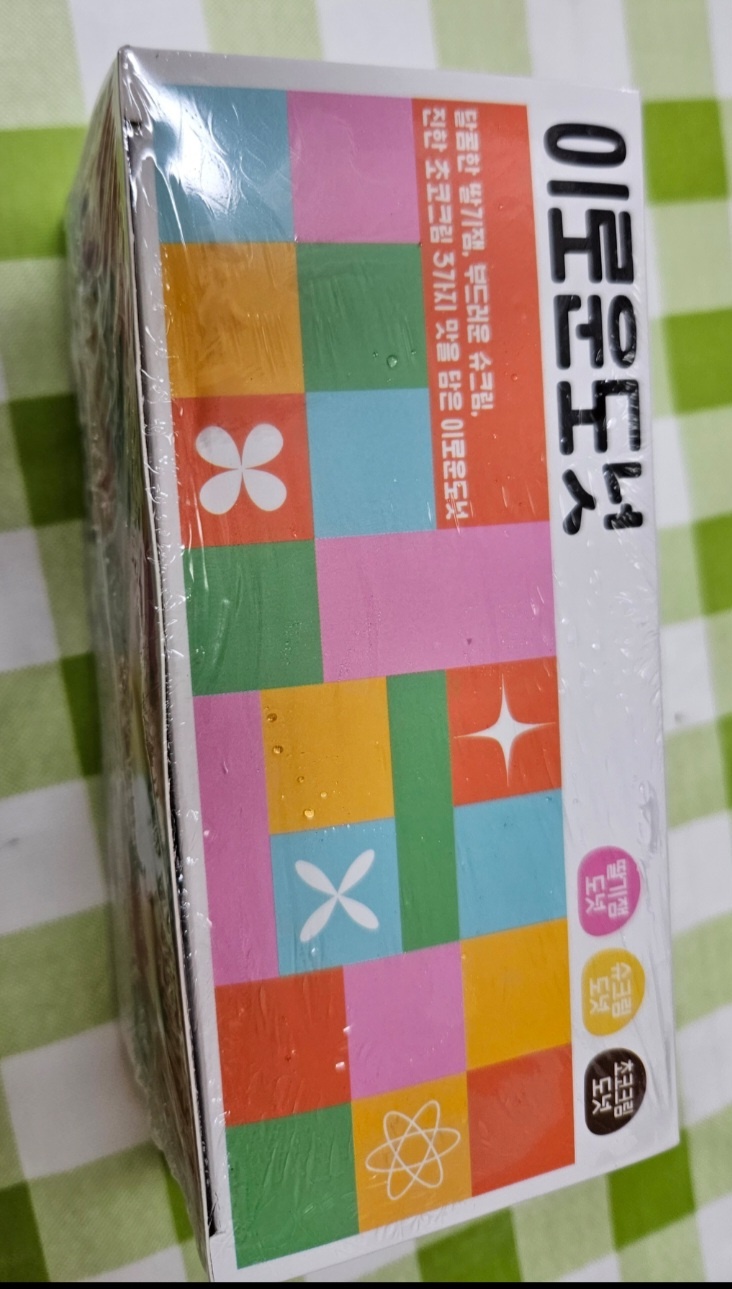 이로운도넛
달콤한 딸기잼, 부드러운 슈크림,
진한 초코크림 3가지 맛을 담은 이로운도넛
딸기잼
도넛
슈크림
도넛
초코크림
도넛